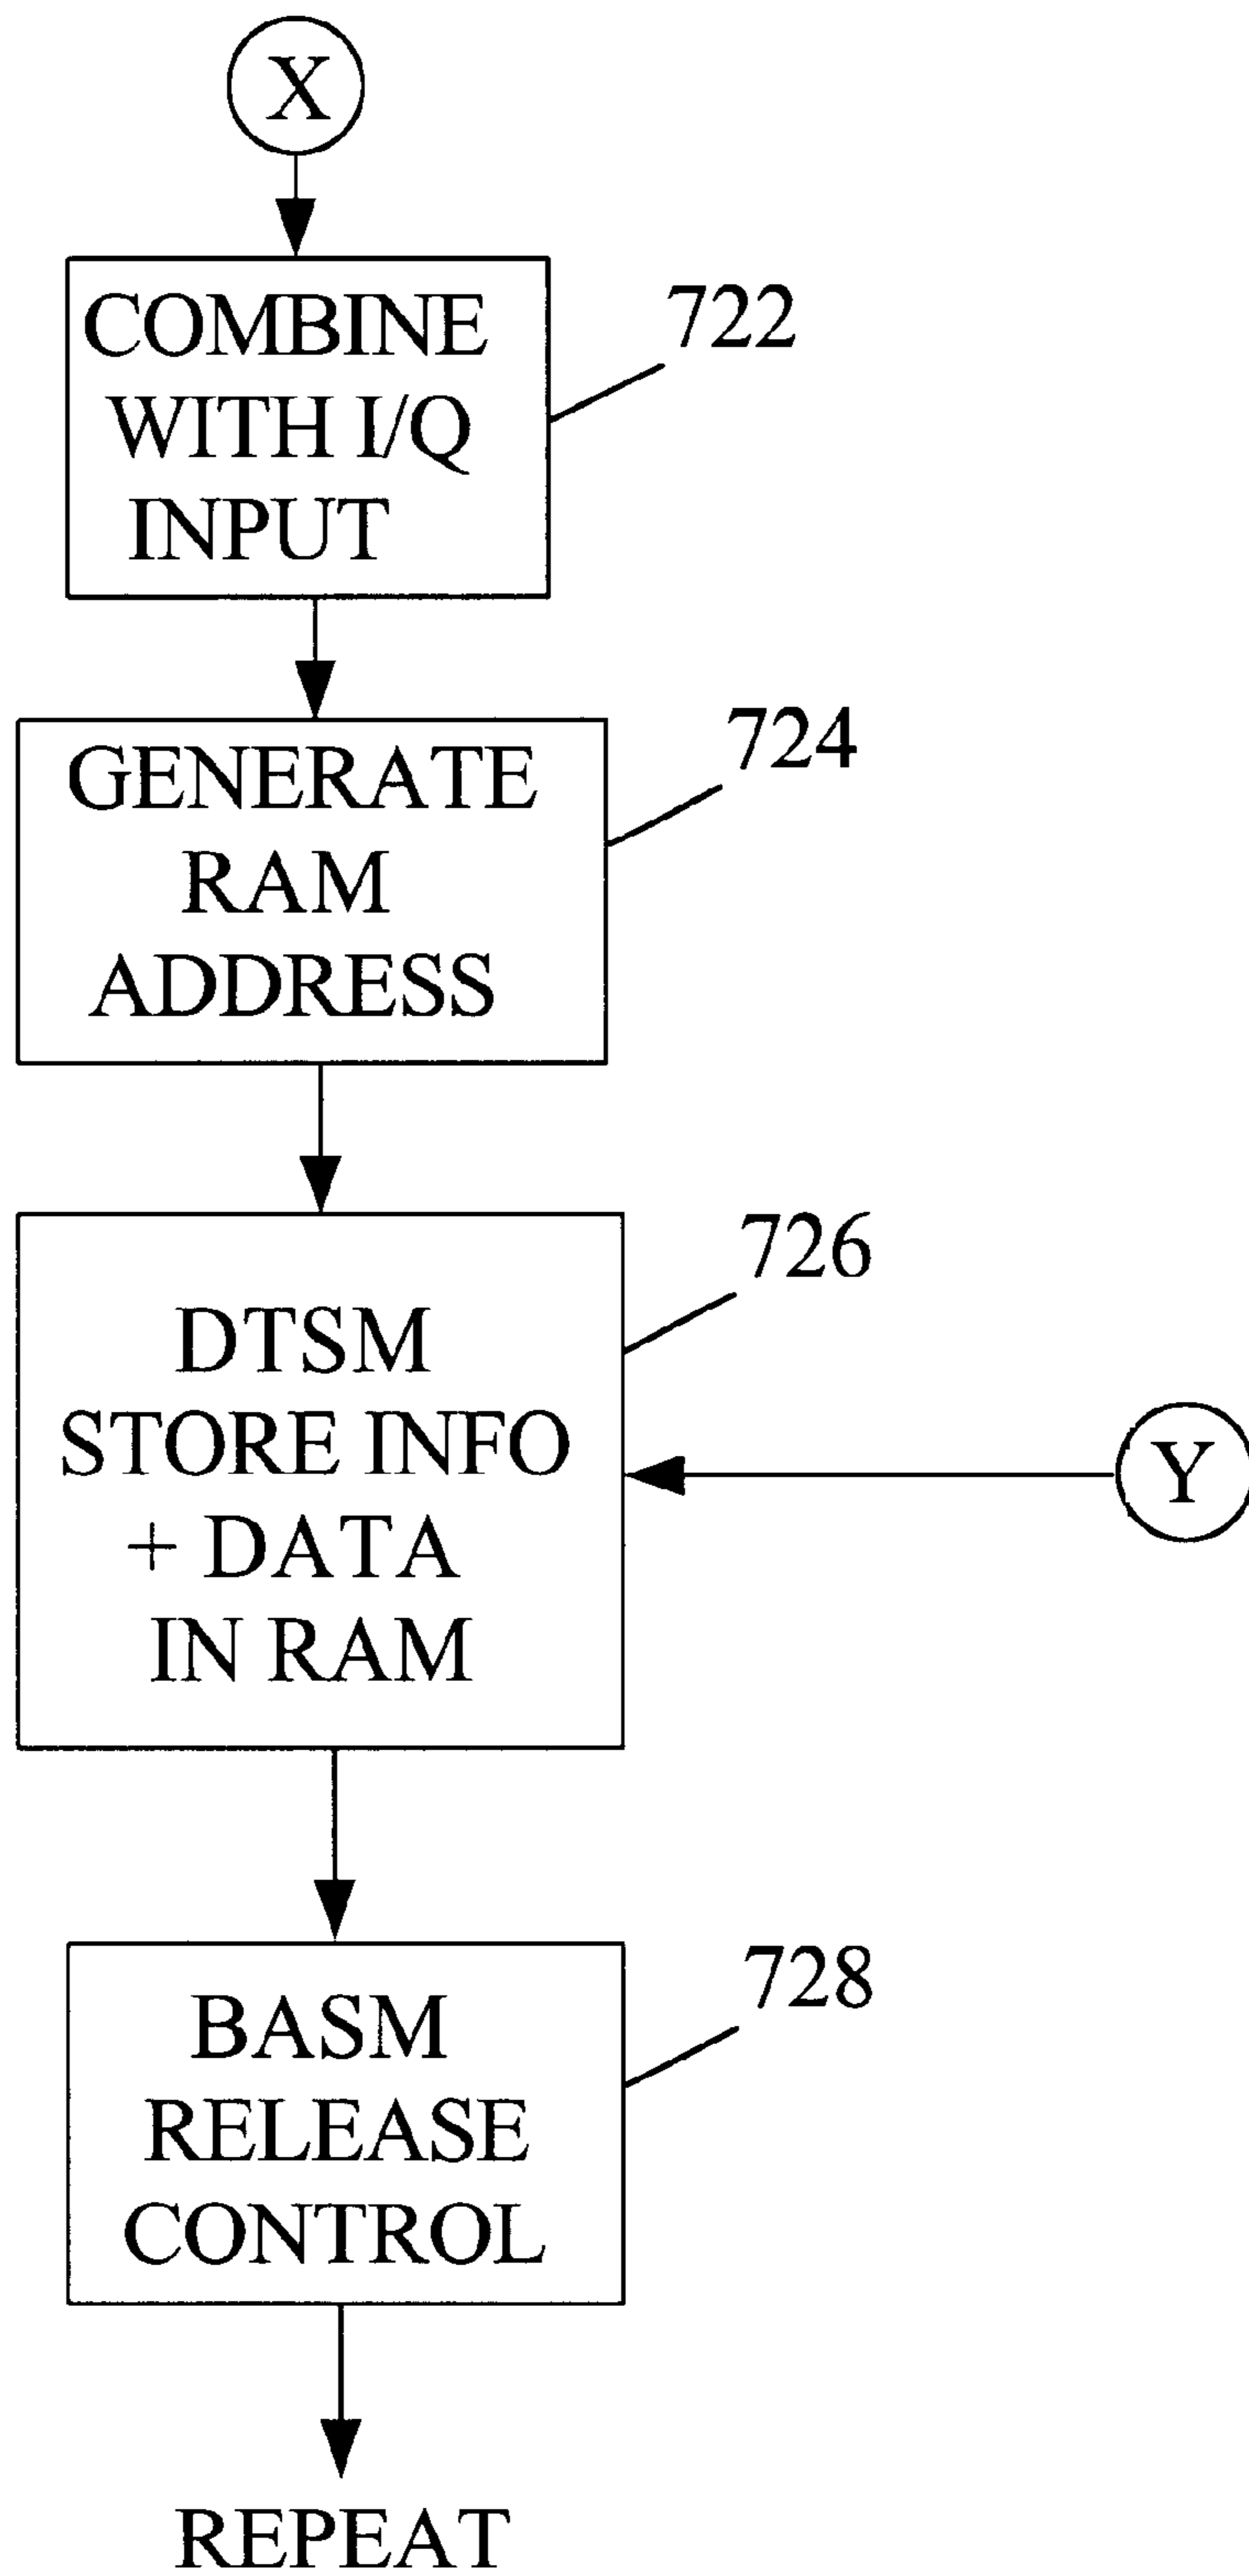 X
COMBINE
WITH I/Q
INPUT
722
GENERATE
RAM
ADDRESS
724
DTSM
STORE INFO
+ DATA
IN RAM
726
Y
BASM
RELEASE
CONTROL
728
REPEAT